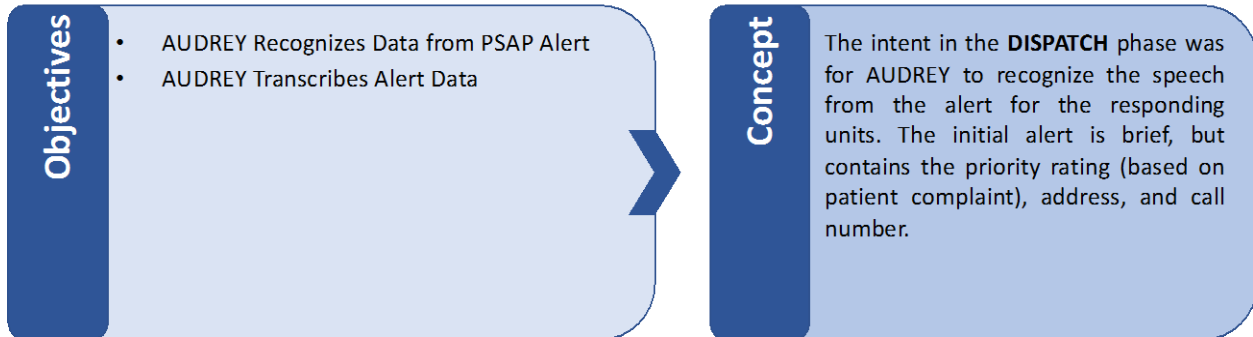 Objectives
• AUDREY Recognizes Data from PSAP Alert
• AUDREY Transcribes Alert Data
Concept
The intent in the DISPATCH phase was
for AUDREY to recognize the speech
from the alert for the responding
units. The initial alert is brief, but
contains the priority rating (based on
patient complaint), address, and call
number.